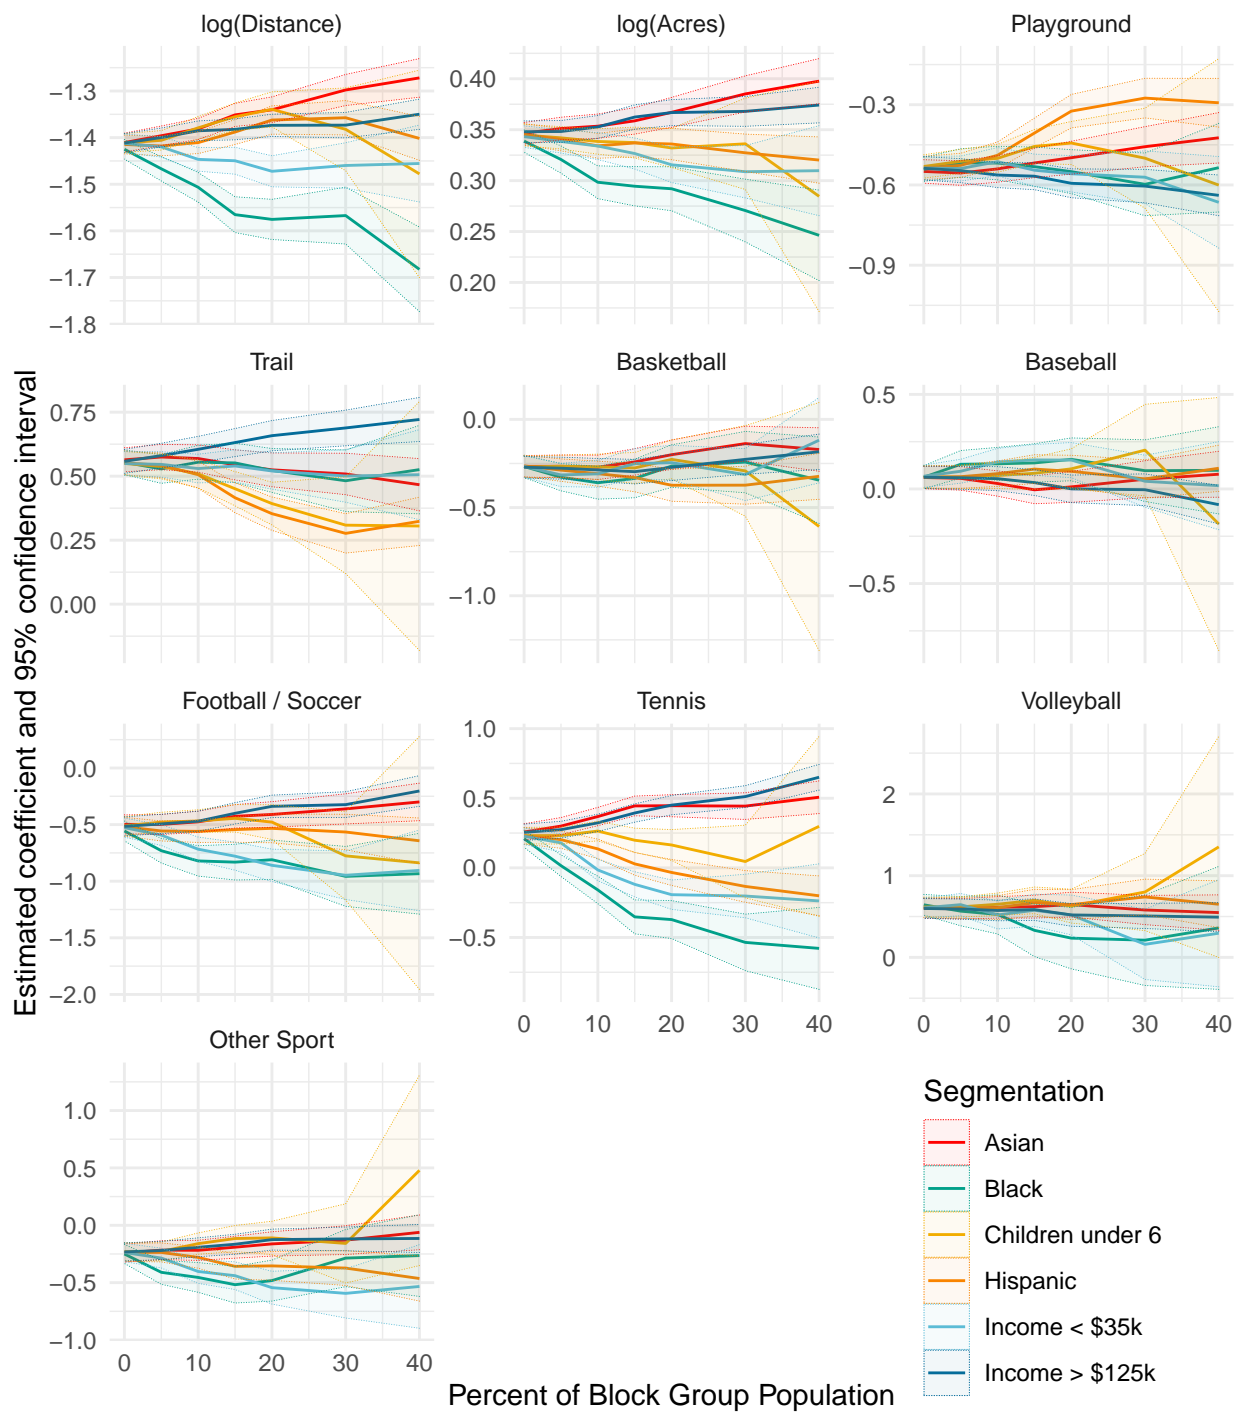 log(Distance)
log(Acres)
Playground
−1.3
−1.4
−1.5
−1.6
−1.7
−1.8
0.40
0.35
0.30
0.25
0.20
−0.3
−0.6
−0.9
Trail
Basketball
Baseball
0.75
0.50
0.25
0.00
0.0
−0.5
−1.0
0.5
0.0
−0.5
Football / Soccer
Tennis
Volleyball
0.0
−0.5
−1.0
−1.5
−2.0
1.0
0.5
0.0
−0.5
0 10 20 30 40
2
1
0
0 10 20 30 40
Other Sport
1.0
0.5
0.0
−0.5
−1.0
0 10 20 30 40
Estimated coefficient and 95% confidence interval
Percent of Block Group Population
Segmentation
Asian
Black
Children under 6
Hispanic
Income < $35k
Income > $125k